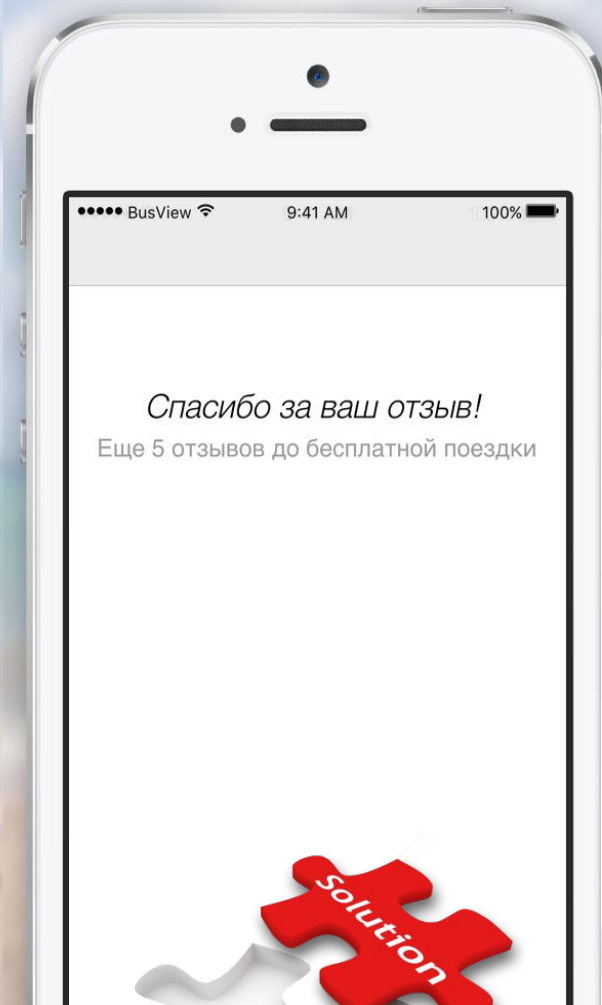 BusView 9:41 AM 100%
Спасибо за ваш отзыв!
Еще 5 отзывов до бесплатной поездки
Solution